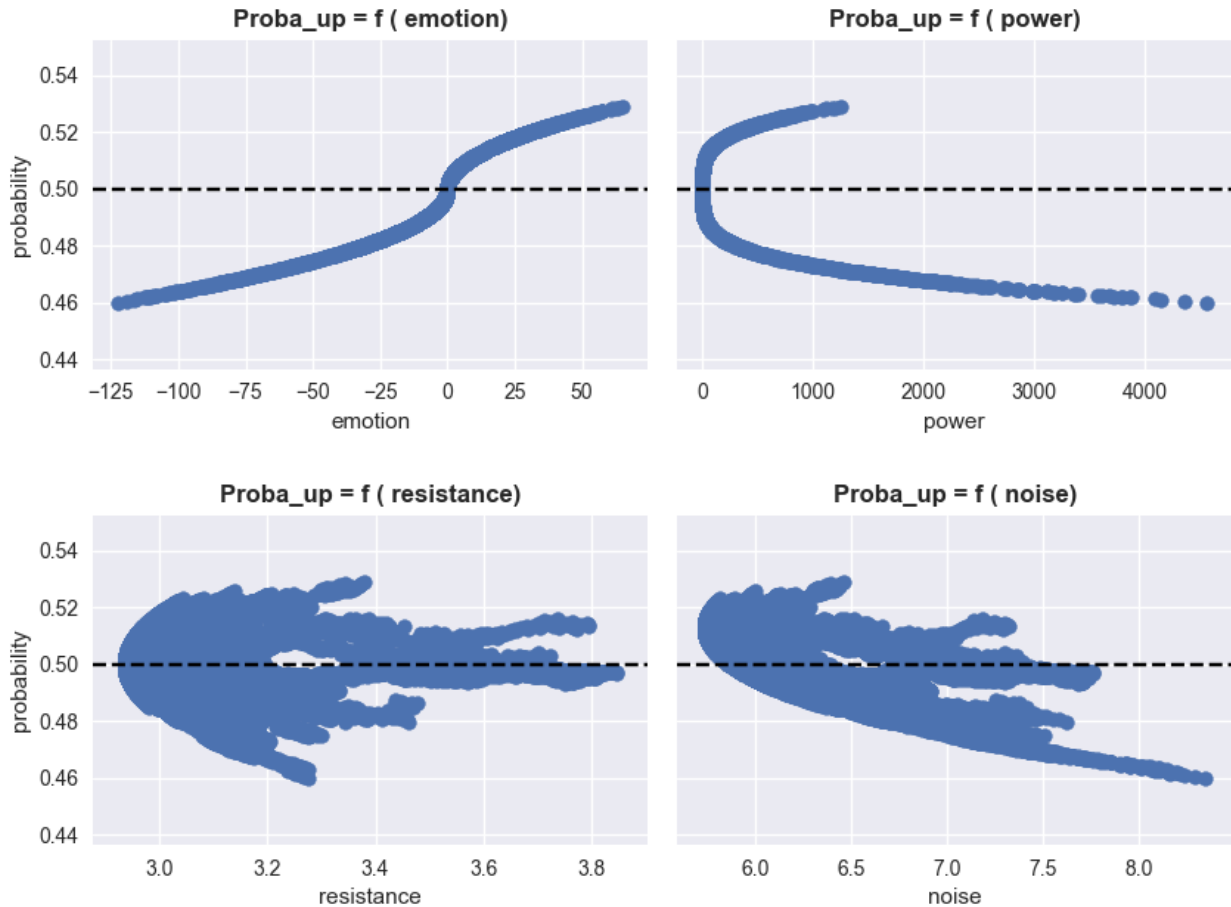 Proba_up = f ( emotion)
probability
0.54
0.52
0.50
0.48
0.46
0.44
−125 −100 −75 −50 −25 0 25 50
emotion
Proba_up = f ( power)
0 1000 2000 3000 4000
power
Proba_up = f ( resistance)
probability
0.54
0.52
0.50
0.48
0.46
0.44
3.0 3.2 3.4 3.6 3.8
resistance
Proba_up = f ( noise)
6.0 6.5 7.0 7.5 8.0
noise